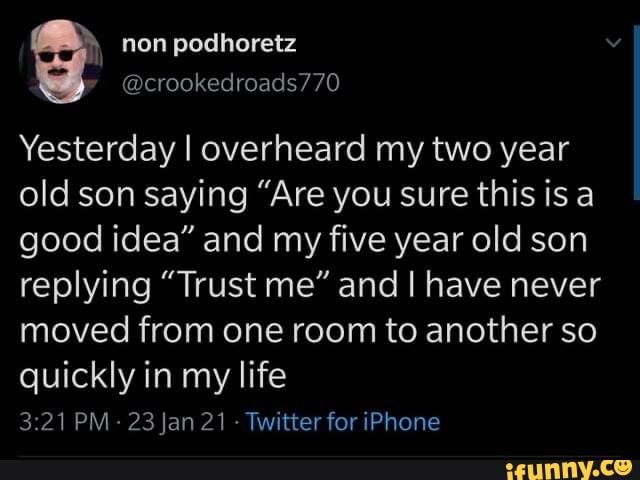 non podhoretz
@crookedroads770
Yesterday I overheard my two year
old son saying “Are you sure this is a
good idea” and my five year old son
replying “Trust me” and I have never
moved from one room to another so
quickly in my life
3:21 PM · 23 Jan 21 · Twitter for iPhone
ifunny.co